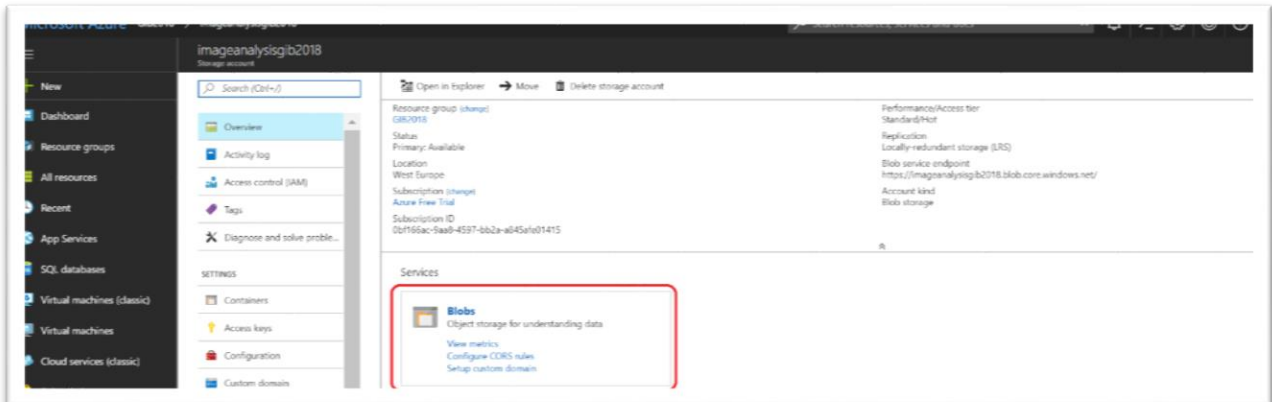 Microsoft Azure
imageanalysisgib2018
Storage account
New
Dashboard
Resource groups
All resources
Recent
App Services
SQL databases
Virtual machines (classic)
Virtual machines
Cloud services (classic)
Search (Ctrl+/)
Overview
Activity log
Access control (IAM)
Tags
Diagnose and solve proble...
SETTINGS
Containers
Access keys
Configuration
Custom domain
Open in Explorer Move Delete storage account
Resource group (change)
GIB2018
Status
Primary: Available
Location
West Europe
Subscription (change)
Azure Free Trial
Subscription ID
0bf166ac-9aa8-4597-bb2a-a845afe01415
Performance/Access tier
Standard/Hot
Replication
Locally-redundant storage (LRS)
Blob service endpoint
https://imageanalysisgib2018.blob.core.windows.net/
Account kind
Blob storage
Services
Blobs
Object storage for understanding data
View metrics
Configure CORS rules
Setup custom domain